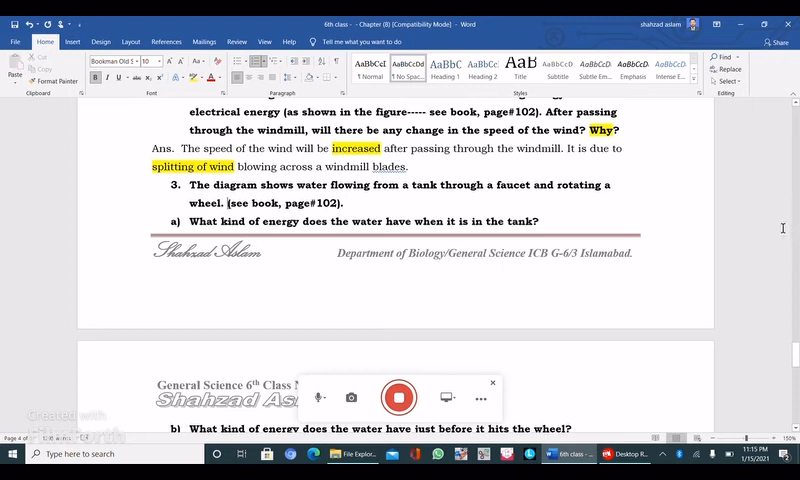 6th class - - Chapter (8) [Compatibility Mode] - Word
shahzad aslam
File Home Insert Design Layout References Mailings Review View Help Tell me what you want to do Share
Cut
Copy
Paste Format Painter
Bookman Old S 10
AaBbCcI AaBbCcDd AaBbC AaBbCcI AaB AaBbCcD AaBbCcD AaBbCcD AaBbCcD
¶ Normal ¶ No Spac... Heading 1 Heading 2 Title Subtitle Subtle Em... Emphasis Intense E...
Find
Replace
Select
Clipboard Font Paragraph Styles Editing
electrical energy (as shown in the figure----- see book, page#102). After passing
through the windmill, will there be any change in the speed of the wind? Why?
Ans. The speed of the wind will be increased after passing through the windmill. It is due to
splitting of wind blowing across a windmill blades.
3. The diagram shows water flowing from a tank through a faucet and rotating a
wheel. (see book, page#102).
a) What kind of energy does the water have when it is in the tank?
Shahzad Aslam Department of Biology/General Science ICB G-6/3 Islamabad.
General Science 6th Class N
Shahzad As
Created with
b) What kind of energy does the water have just before it hits the wheel?
150%
Type here to search
File Explorer
6th class - - Chapter...
Desktop R...
11:15 PM
1/15/2021